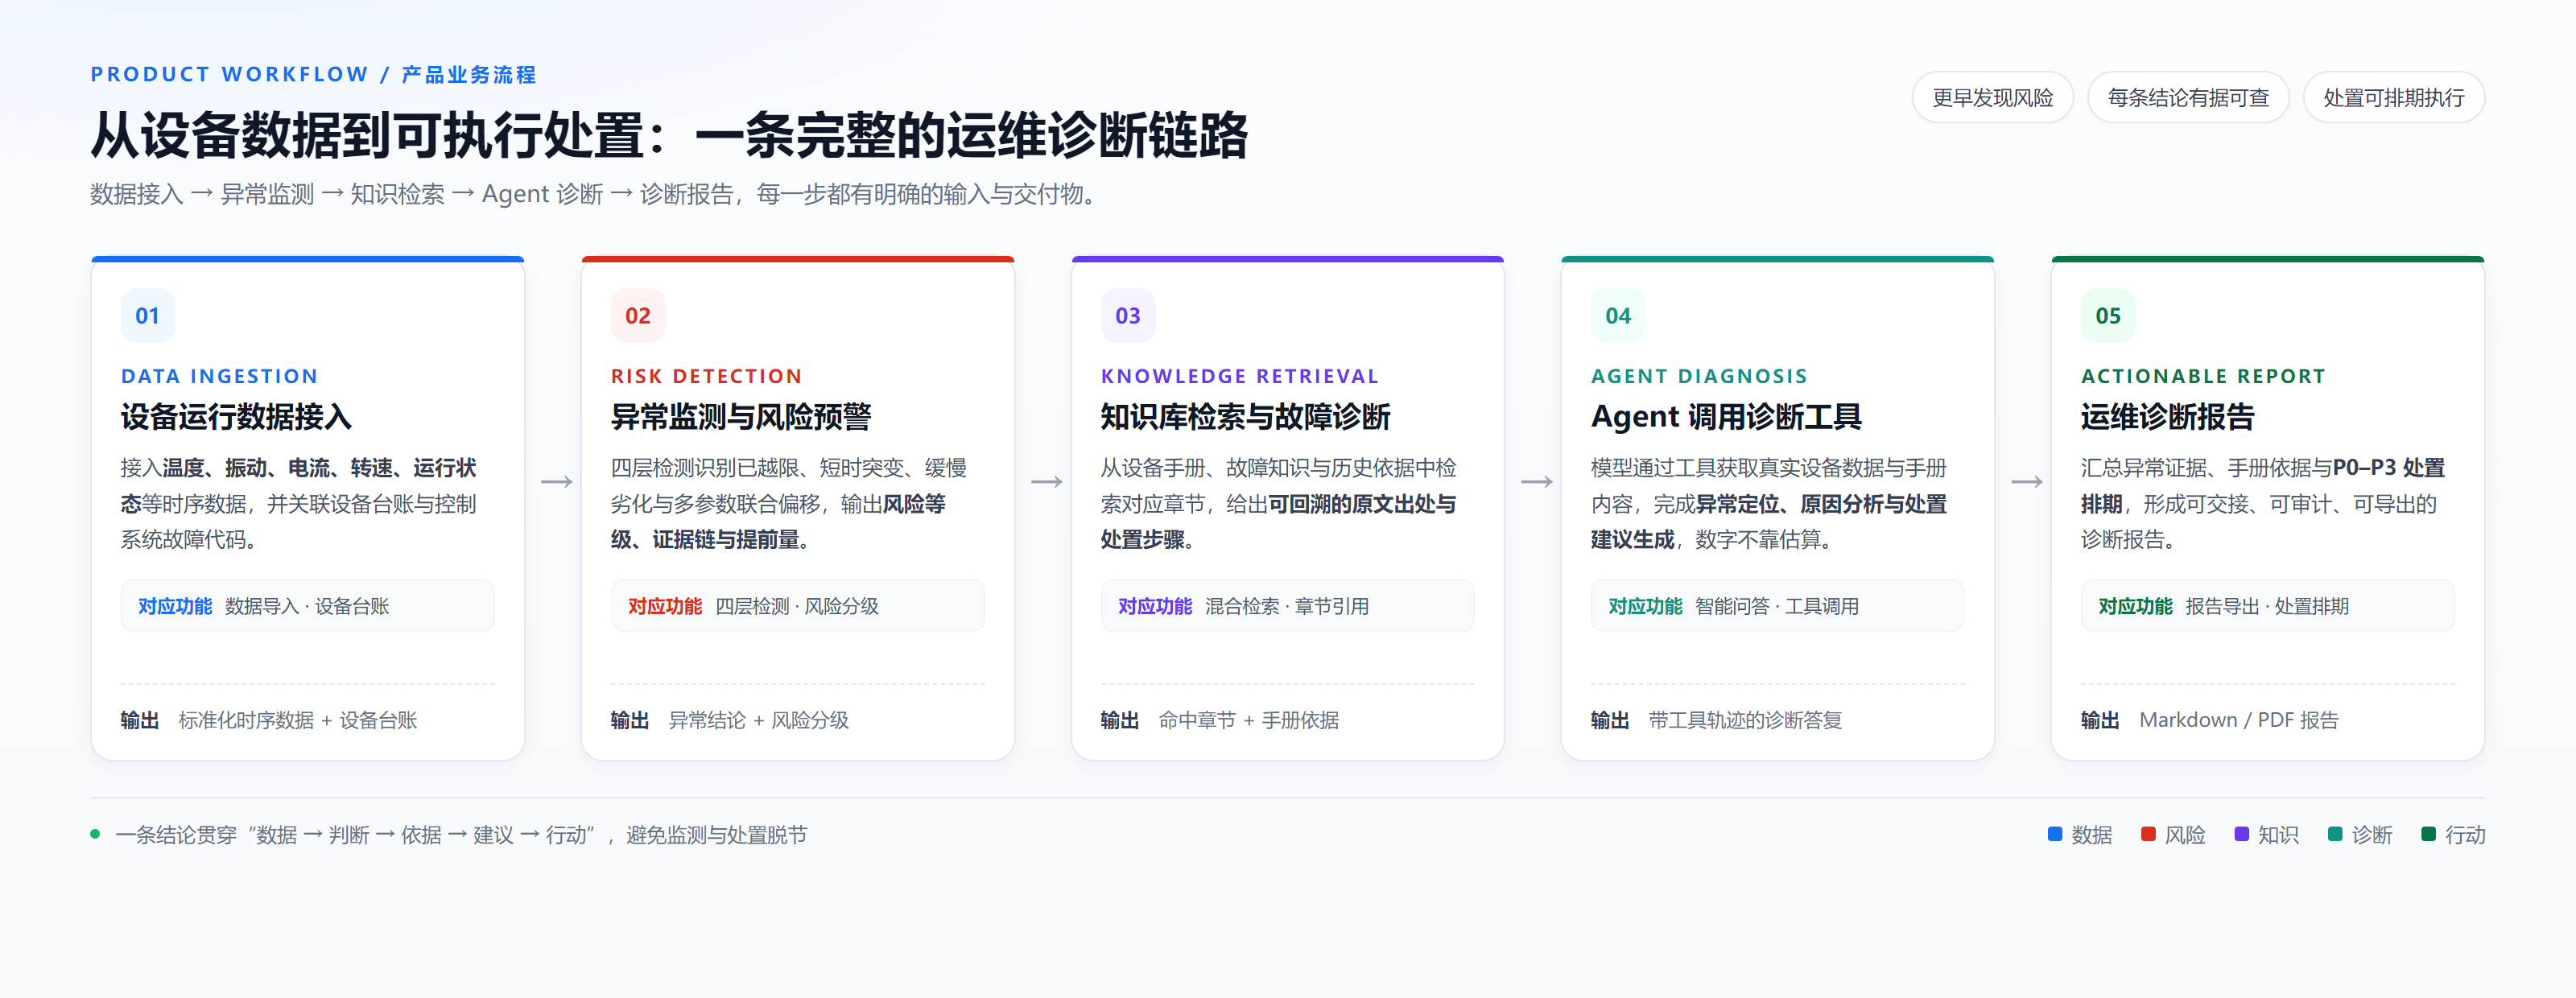 PRODUCT WORKFLOW / 产品业务流程
从设备数据到可执行处置：一条完整的运维诊断链路
数据接入 → 异常监测 → 知识检索 → Agent 诊断 → 诊断报告，每一步都有明确的输入与交付物。
更早发现风险
每条结论有据可查
处置可排期执行
01
DATA INGESTION
设备运行数据接入
接入温度、振动、电流、转速、运行状
态等时序数据，并关联设备台账与控制
系统故障代码。
对应功能 数据导入 · 设备台账
输出 标准化时序数据 + 设备台账
→
02
RISK DETECTION
异常监测与风险预警
四层检测识别已越限、短时突变、缓慢
劣化与多参数联合偏移，输出风险等
级、证据链与提前量。
对应功能 四层检测 · 风险分级
输出 异常结论 + 风险分级
→
03
KNOWLEDGE RETRIEVAL
知识库检索与故障诊断
从设备手册、故障知识与历史依据中检
索对应章节，给出可回溯的原文出处与
处置步骤。
对应功能 混合检索 · 章节引用
输出 命中章节 + 手册依据
→
04
AGENT DIAGNOSIS
Agent 调用诊断工具
模型通过工具获取真实设备数据与手册
内容，完成异常定位、原因分析与处置
建议生成，数字不靠估算。
对应功能 智能问答 · 工具调用
输出 带工具轨迹的诊断答复
→
05
ACTIONABLE REPORT
运维诊断报告
汇总异常证据、手册依据与P0–P3 处置
排期，形成可交接、可审计、可导出的
诊断报告。
对应功能 报告导出 · 处置排期
输出 Markdown / PDF 报告
一条结论贯穿“数据 → 判断 → 依据 → 建议 → 行动”，避免监测与处置脱节
数据 风险 知识 诊断 行动